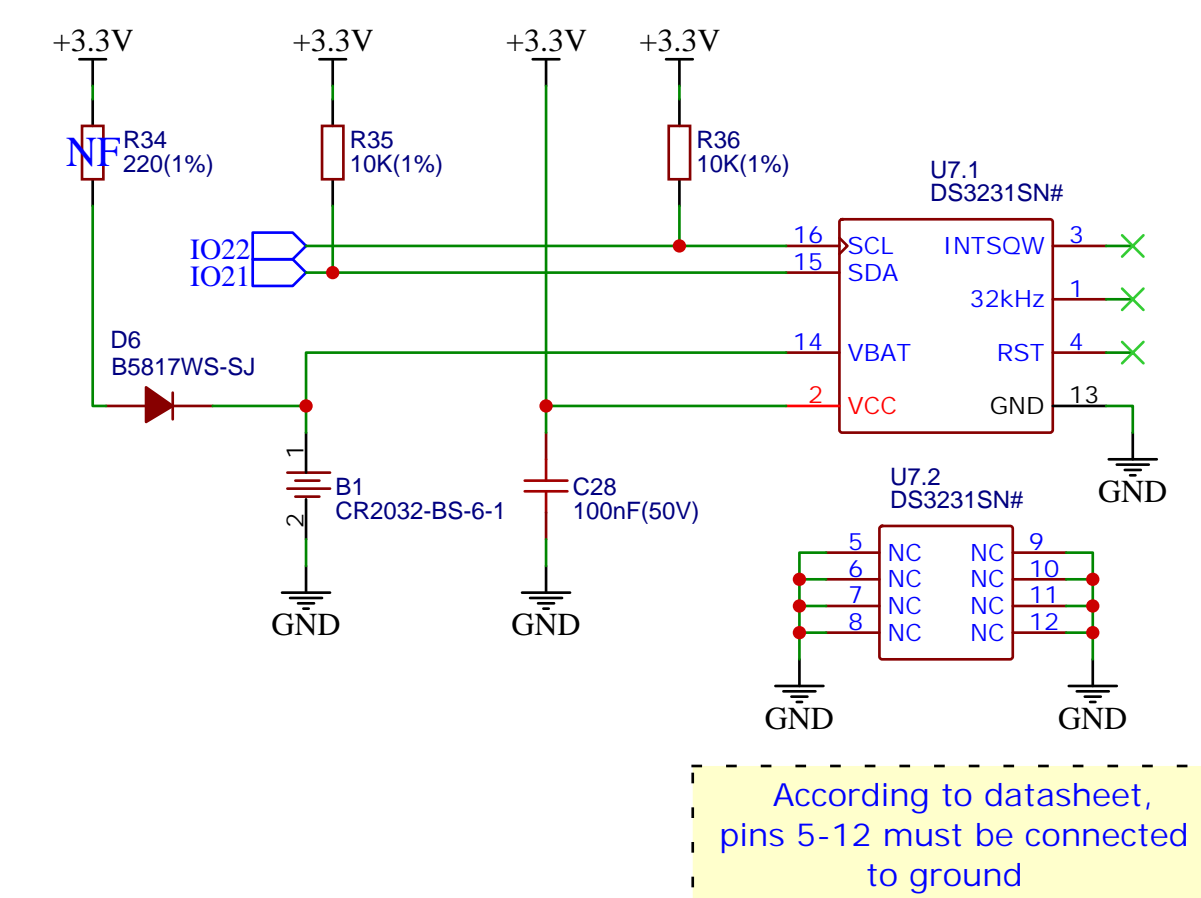 +3.3V +3.3V +3.3V +3.3V
NF R34 220(1%)
R35 10K(1%)
R36 10K(1%)
U7.1
DS3231SN#
IO22
IO21
16 SCL
15 SDA
14 VBAT
2 VCC
INTSQW 3
32kHz 1
RST 4
GND 13
GND
D6
B5817WS-SJ
1
2
B1
CR2032-BS-6-1
GND
C28
100nF(50V)
GND
U7.2
DS3231SN#
5 NC NC 9
6 NC NC 10
7 NC NC 11
8 NC NC 12
GND GND
According to datasheet,
pins 5-12 must be connected
to ground